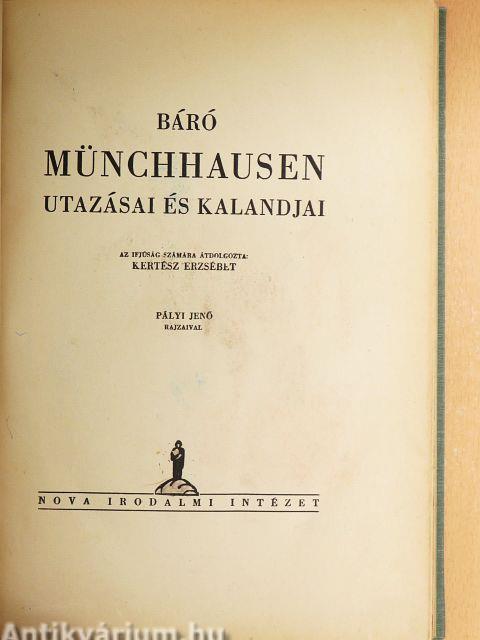 BÁRÓ
MÜNCHHAUSEN
UTAZÁSAI ÉS KALANDJAI
AZ IFJÚSÁG SZÁMÁRA ÁTDOLGOZTA:
KERTÉSZ ERZSÉBET
PÁLYI JENŐ
RAJZAIVAL
NOVA IRODALMI INTÉZET
Antikvárium.hu